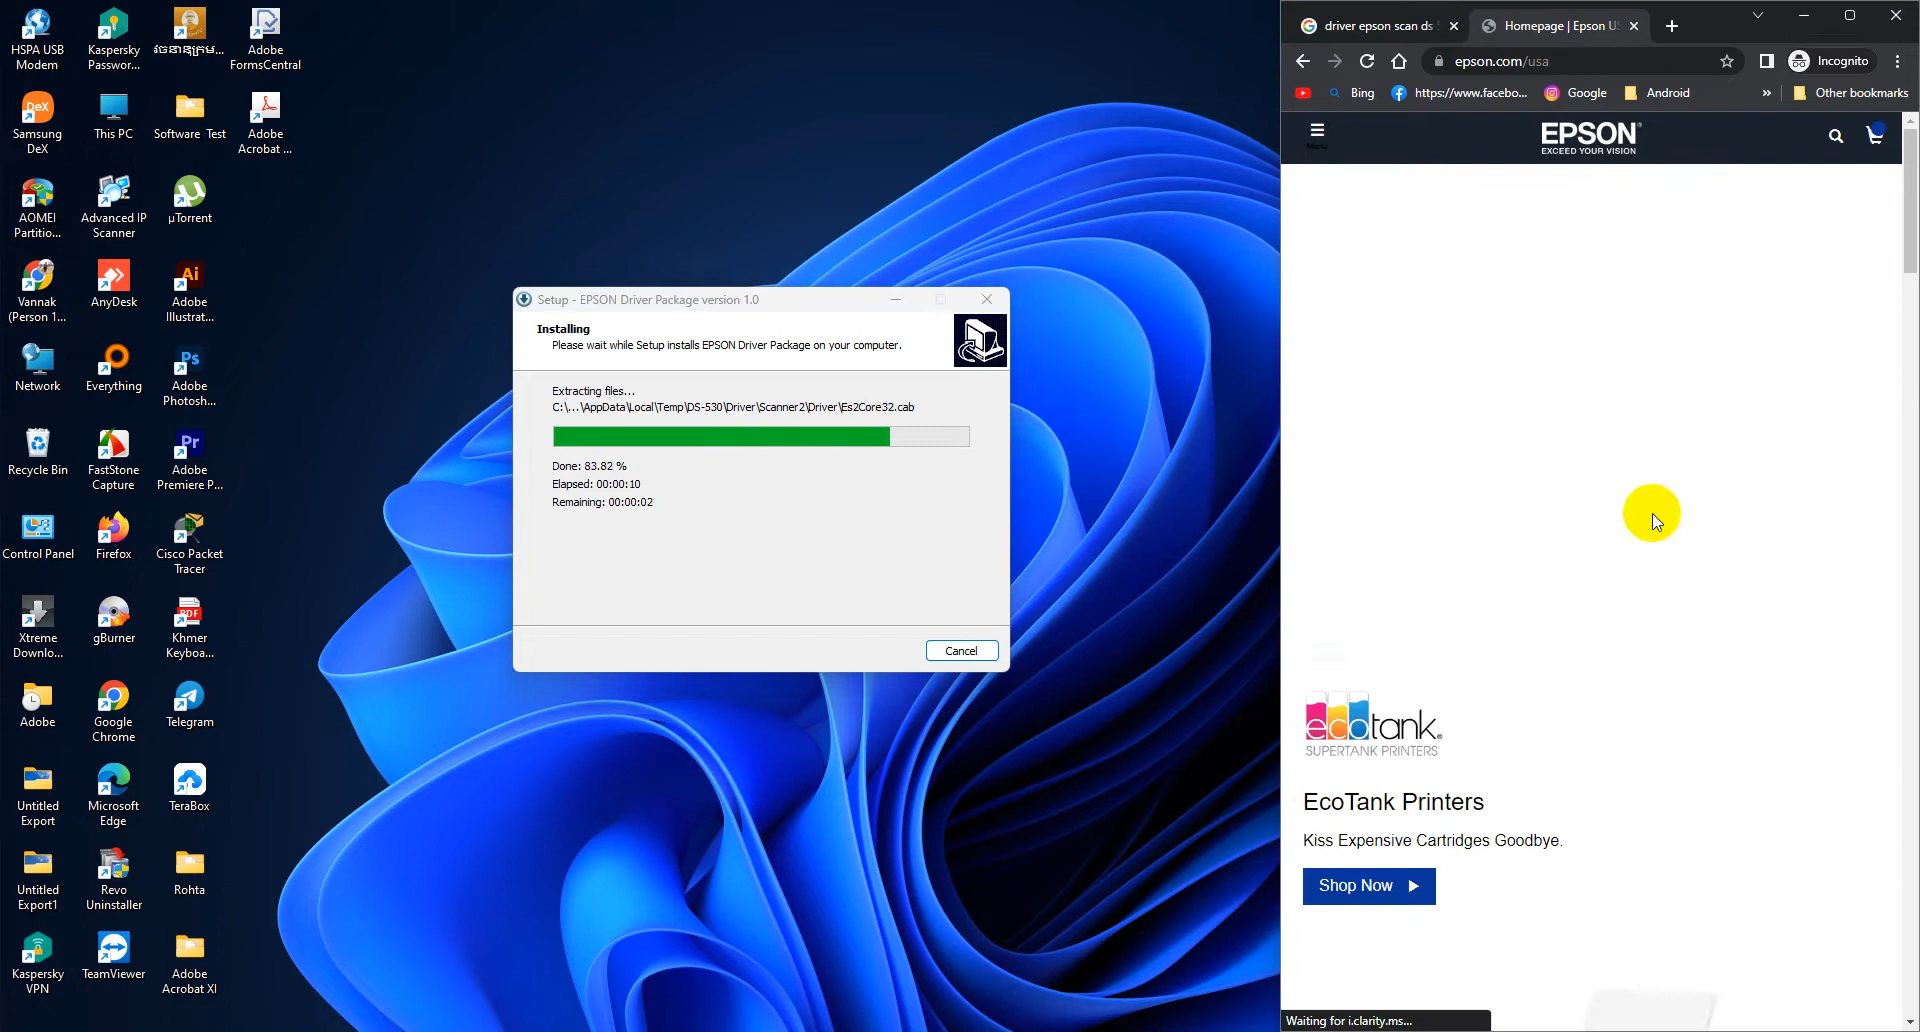 HSPA USB
Modem
Kaspersky
Passwor...
Adobe
FormsCentral
Samsung
DeX
This PC
Software Test
Adobe
Acrobat ...
AOMEI
Partitio...
Advanced IP
Scanner
µTorrent
Vannak
(Person 1...
AnyDesk
Adobe
Illustrat...
Network
Everything
Adobe
Photosh...
Recycle Bin
FastStone
Capture
Adobe
Premiere P...
Control Panel
Firefox
Cisco Packet
Tracer
Xtreme
Downlo...
gBurner
Khmer
Keyboa...
Adobe
Google
Chrome
Telegram
Untitled
Export
Microsoft
Edge
TeraBox
Untitled
Export1
Revo
Uninstaller
Rohta
Kaspersky
VPN
TeamViewer
Adobe
Acrobat XI
DeX
Ai
Ps
Pr
PDF
Setup - EPSON Driver Package version 1.0
Installing
Please wait while Setup installs EPSON Driver Package on your computer.
Extracting files...
C:\...\AppData\Local\Temp\DS-530\Driver\Scanner2\Driver\Es2Core32.cab
Done: 83.82 %
Elapsed: 00:00:10
Remaining: 00:00:02
Cancel
driver epson scan ds
Homepage | Epson US
epson.com/usa
Incognito
Bing
https://www.facebo...
Google
Android
»
Other bookmarks
Menu
EPSON®
EXCEED YOUR VISION
ecotank®
SUPERTANK PRINTERS
EcoTank Printers
Kiss Expensive Cartridges Goodbye.
Shop Now
Waiting for i.clarity.ms...